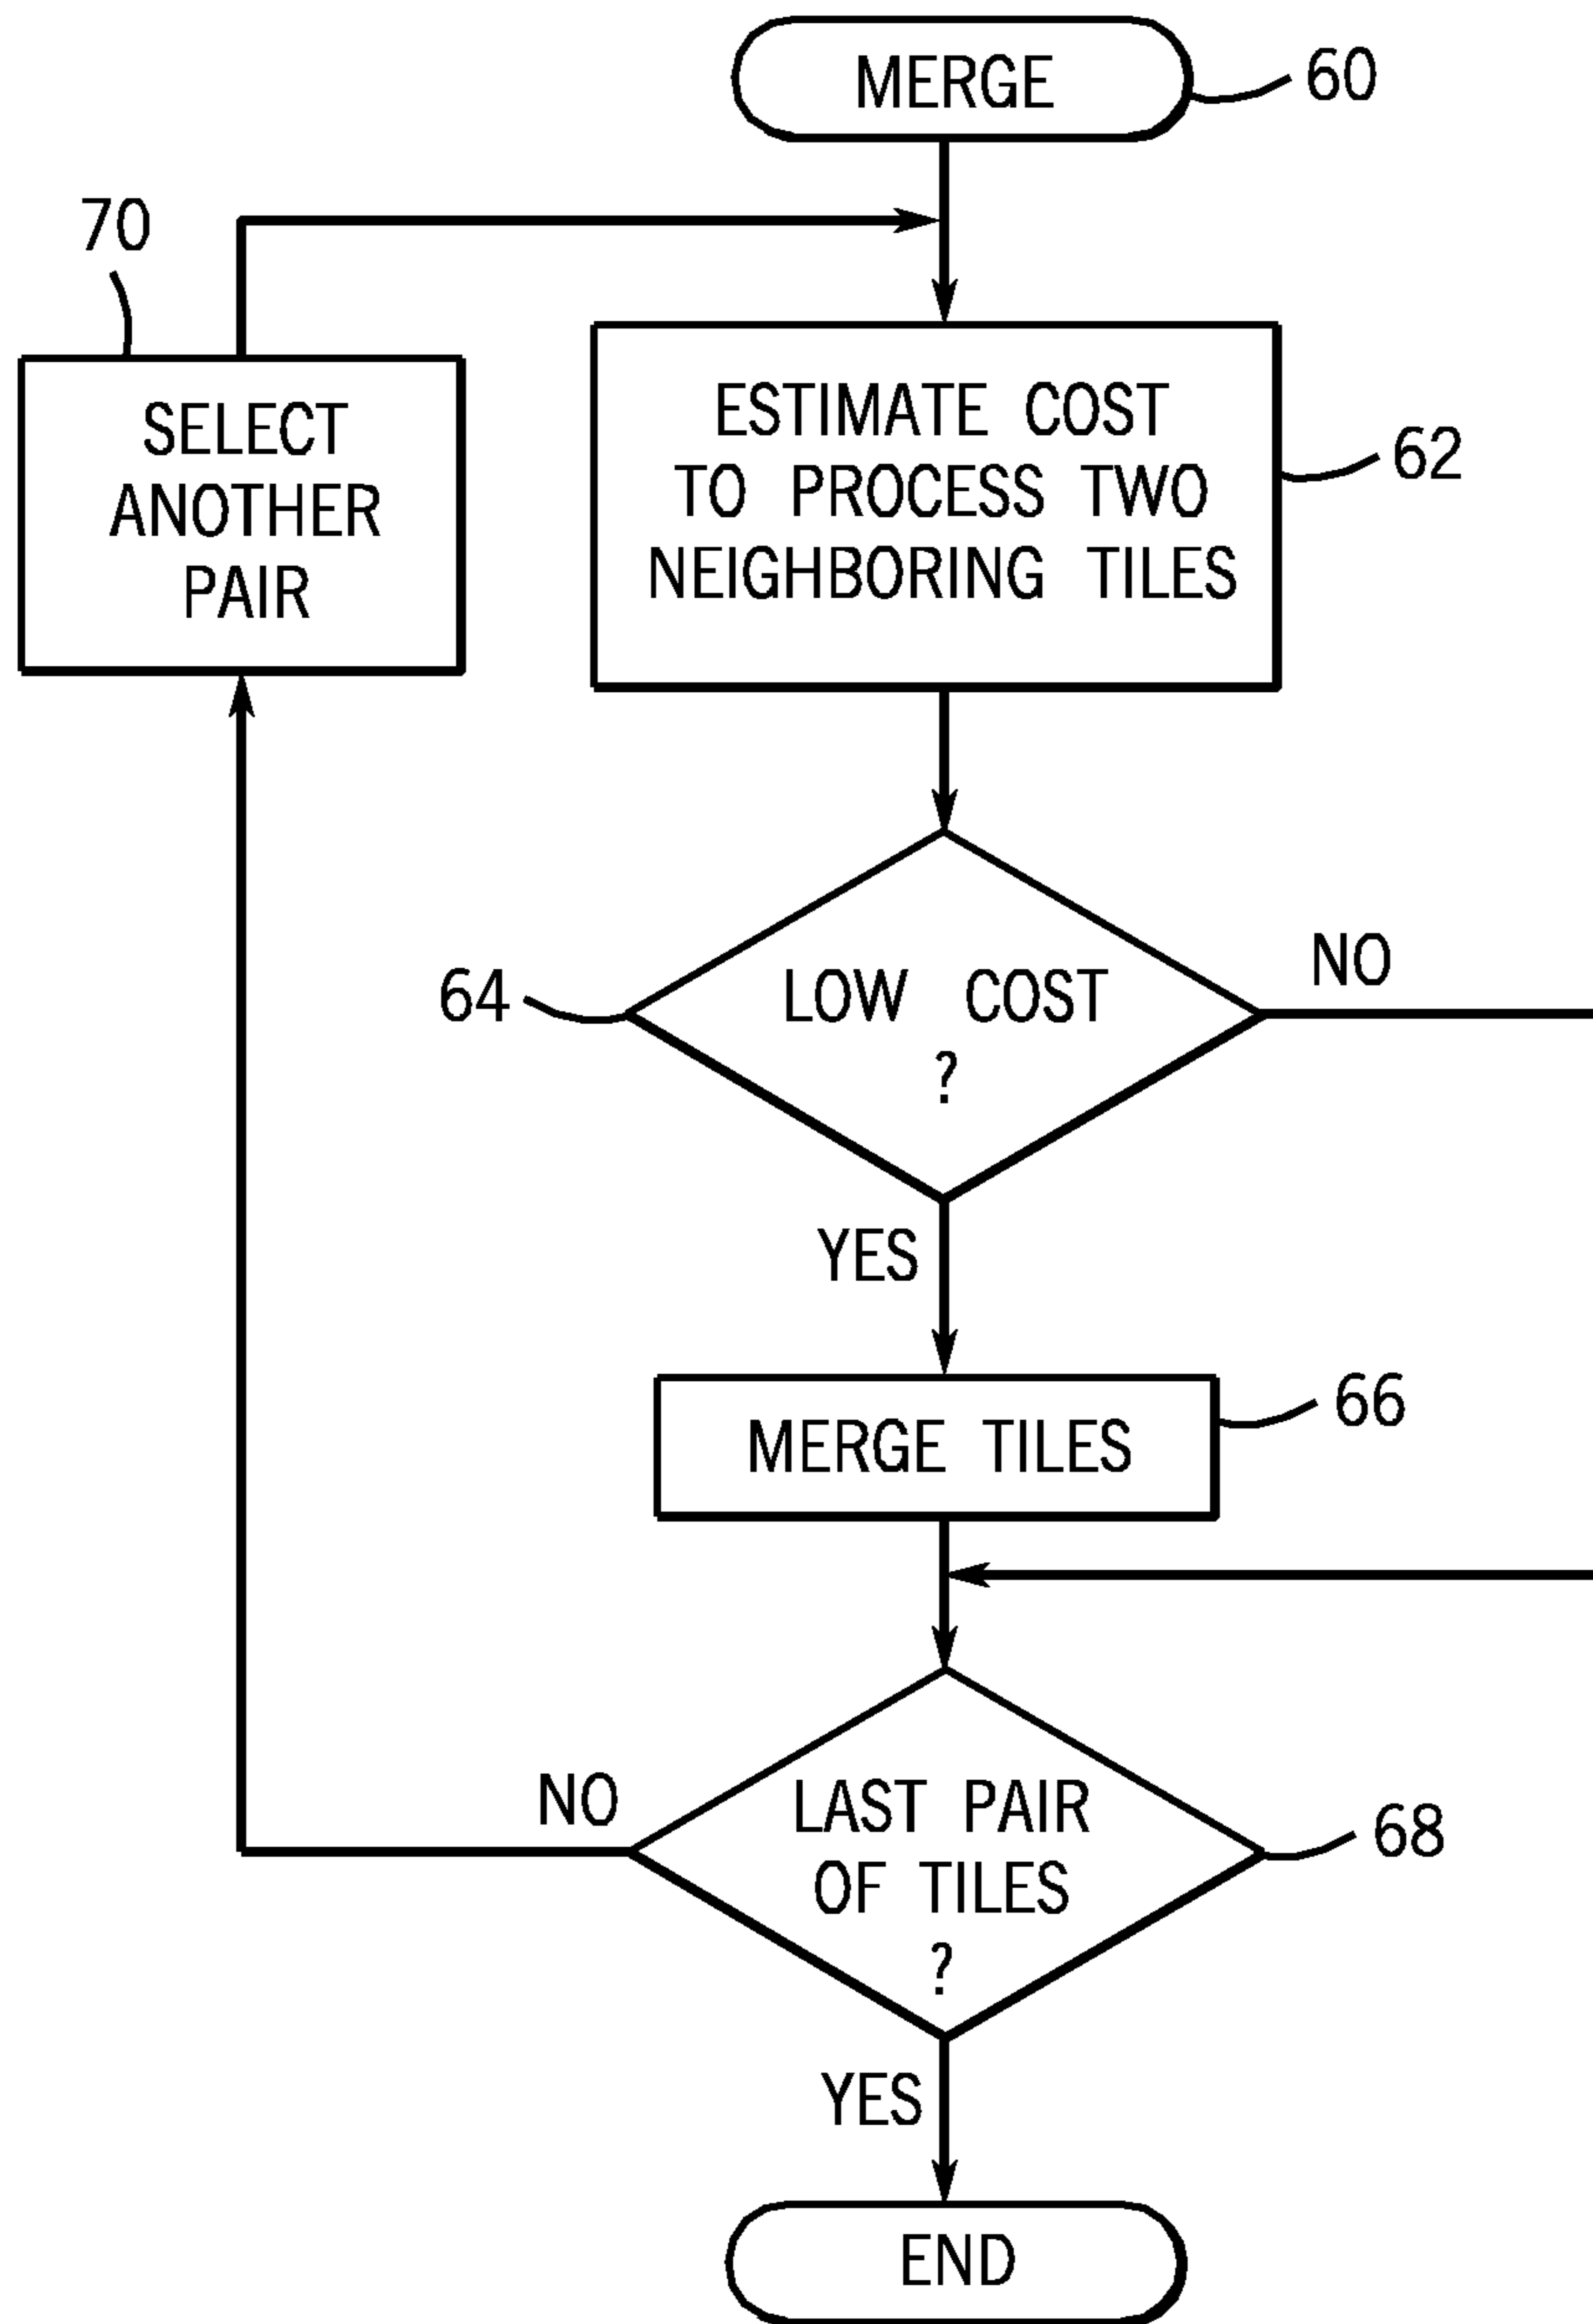 MERGE
60
70
SELECT
ANOTHER
PAIR
ESTIMATE COST
TO PROCESS TWO
NEIGHBORING TILES
62
64
LOW COST
?
NO
YES
MERGE TILES
66
NO
LAST PAIR
OF TILES
?
68
YES
END